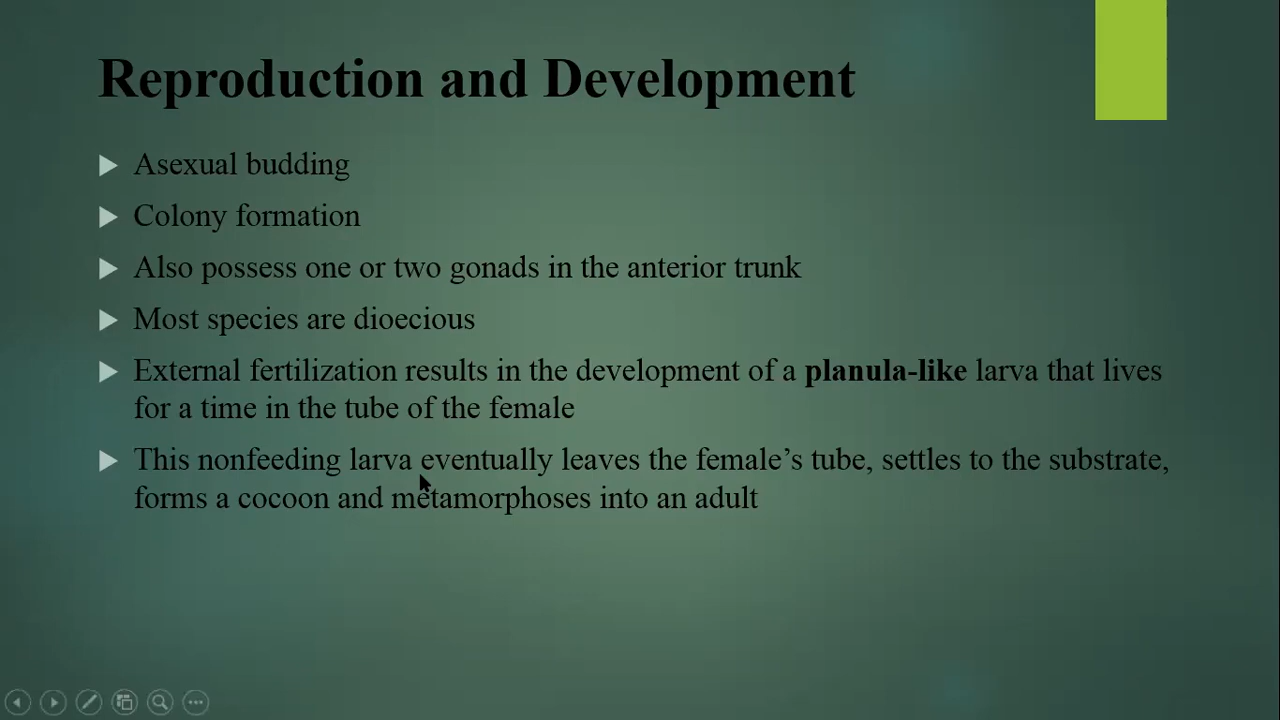 Reproduction and Development
Asexual budding
Colony formation
Also possess one or two gonads in the anterior trunk
Most species are dioecious
External fertilization results in the development of a planula-like larva that lives
for a time in the tube of the female
This nonfeeding larva eventually leaves the female’s tube, settles to the substrate,
forms a cocoon and metamorphoses into an adult